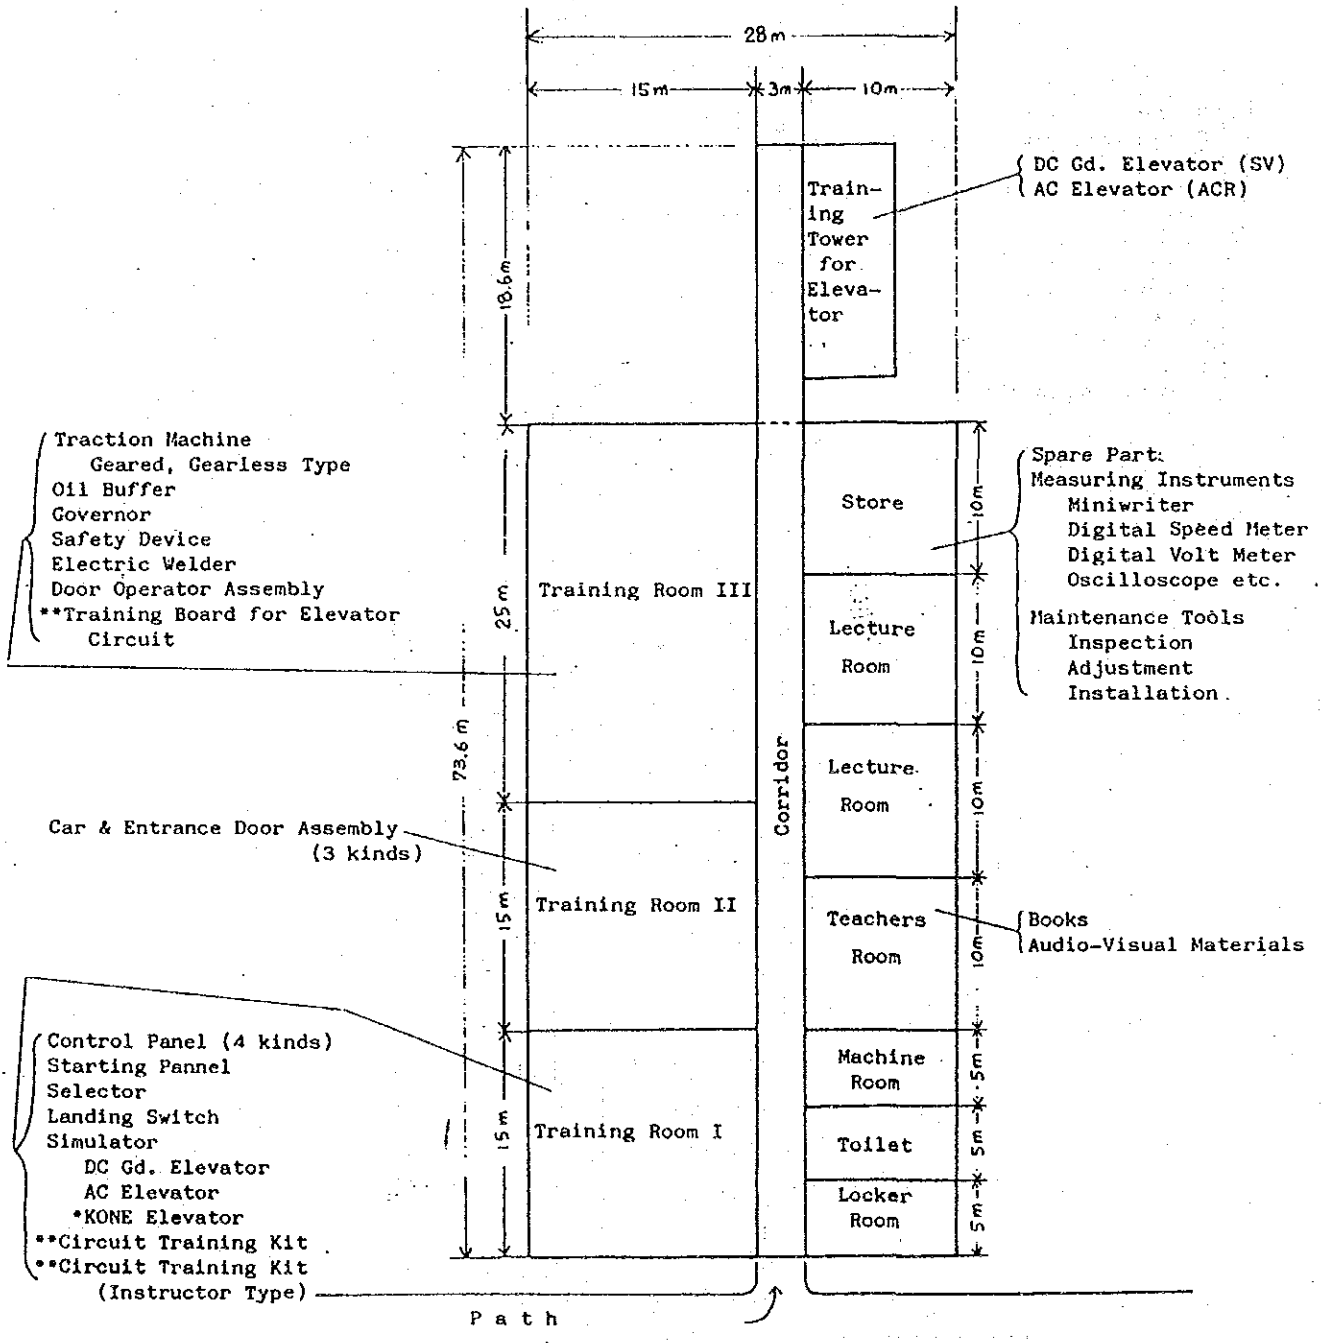 28m
15m
3m
10m
DC Gd. Elevator (SV)
AC Elevator (ACR)
Train-
ing
Tower
for
Eleva-
tor
18.6m
73.6m
Traction Machine
Geared, Gearless Type
Oil Buffer
Governor
Safety Device
Electric Welder
Door Operator Assembly
**Training Board for Elevator
Circuit
25m
Training Room III
Store
10m
Spare Part
Measuring Instruments
Miniwriter
Digital Speed Meter
Digital Volt Meter
Oscilloscope etc.
Maintenance Tools
Inspection
Adjustment
Installation
Lecture
Room
10m
Corridor
Lecture
Room
10m
Car & Entrance Door Assembly
(3 kinds)
15m
Training Room II
Teachers
Room
10m
Books
Audio-Visual Materials
Control Panel (4 kinds)
Starting Pannel
Selector
Landing Switch
Simulator
DC Gd. Elevator
AC Elevator
*KONE Elevator
**Circuit Training Kit
**Circuit Training Kit
(Instructor Type)
15m
Training Room I
Machine
Room
5m
Toilet
5m
Locker
Room
5m
Path